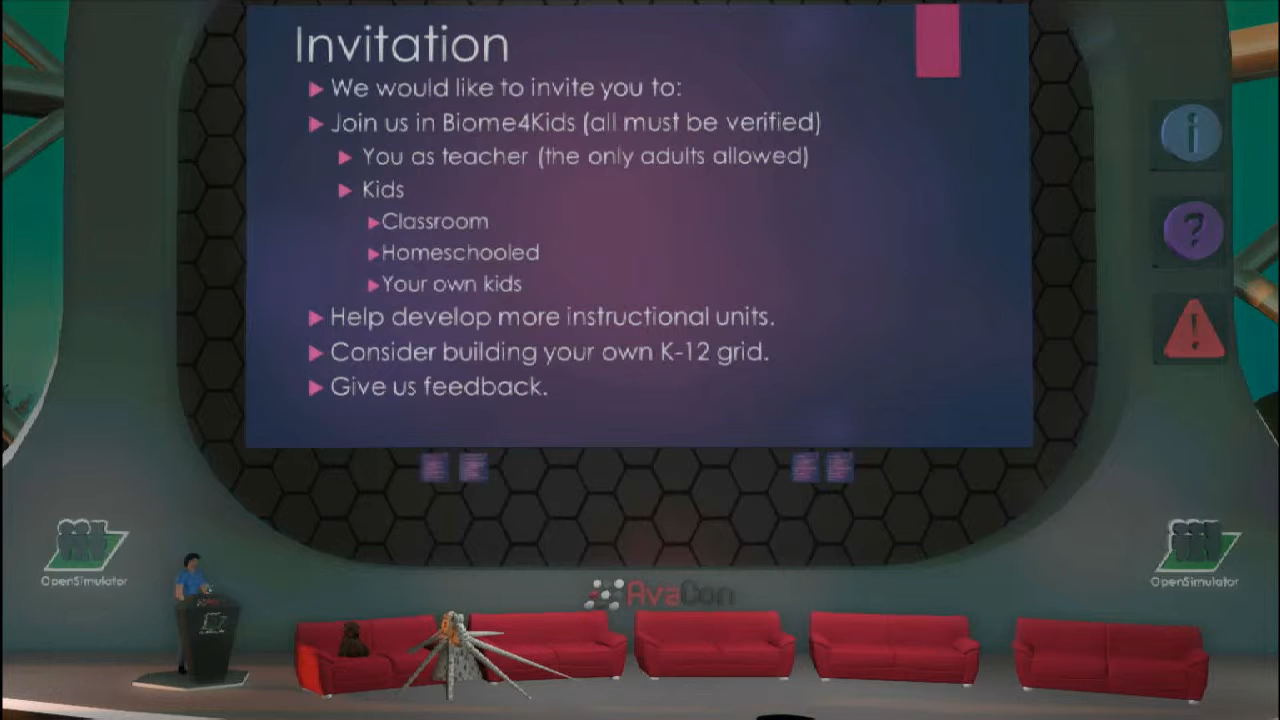 Invitation
We would like to invite you to:
Join us in Biome4Kids (all must be verified)
You as teacher (the only adults allowed)
Kids
Classroom
Homeschooled
Your own kids
Help develop more instructional units.
Consider building your own K-12 grid.
Give us feedback.
i
?
!
OpenSimulator
AvaCon
OpenSimulator